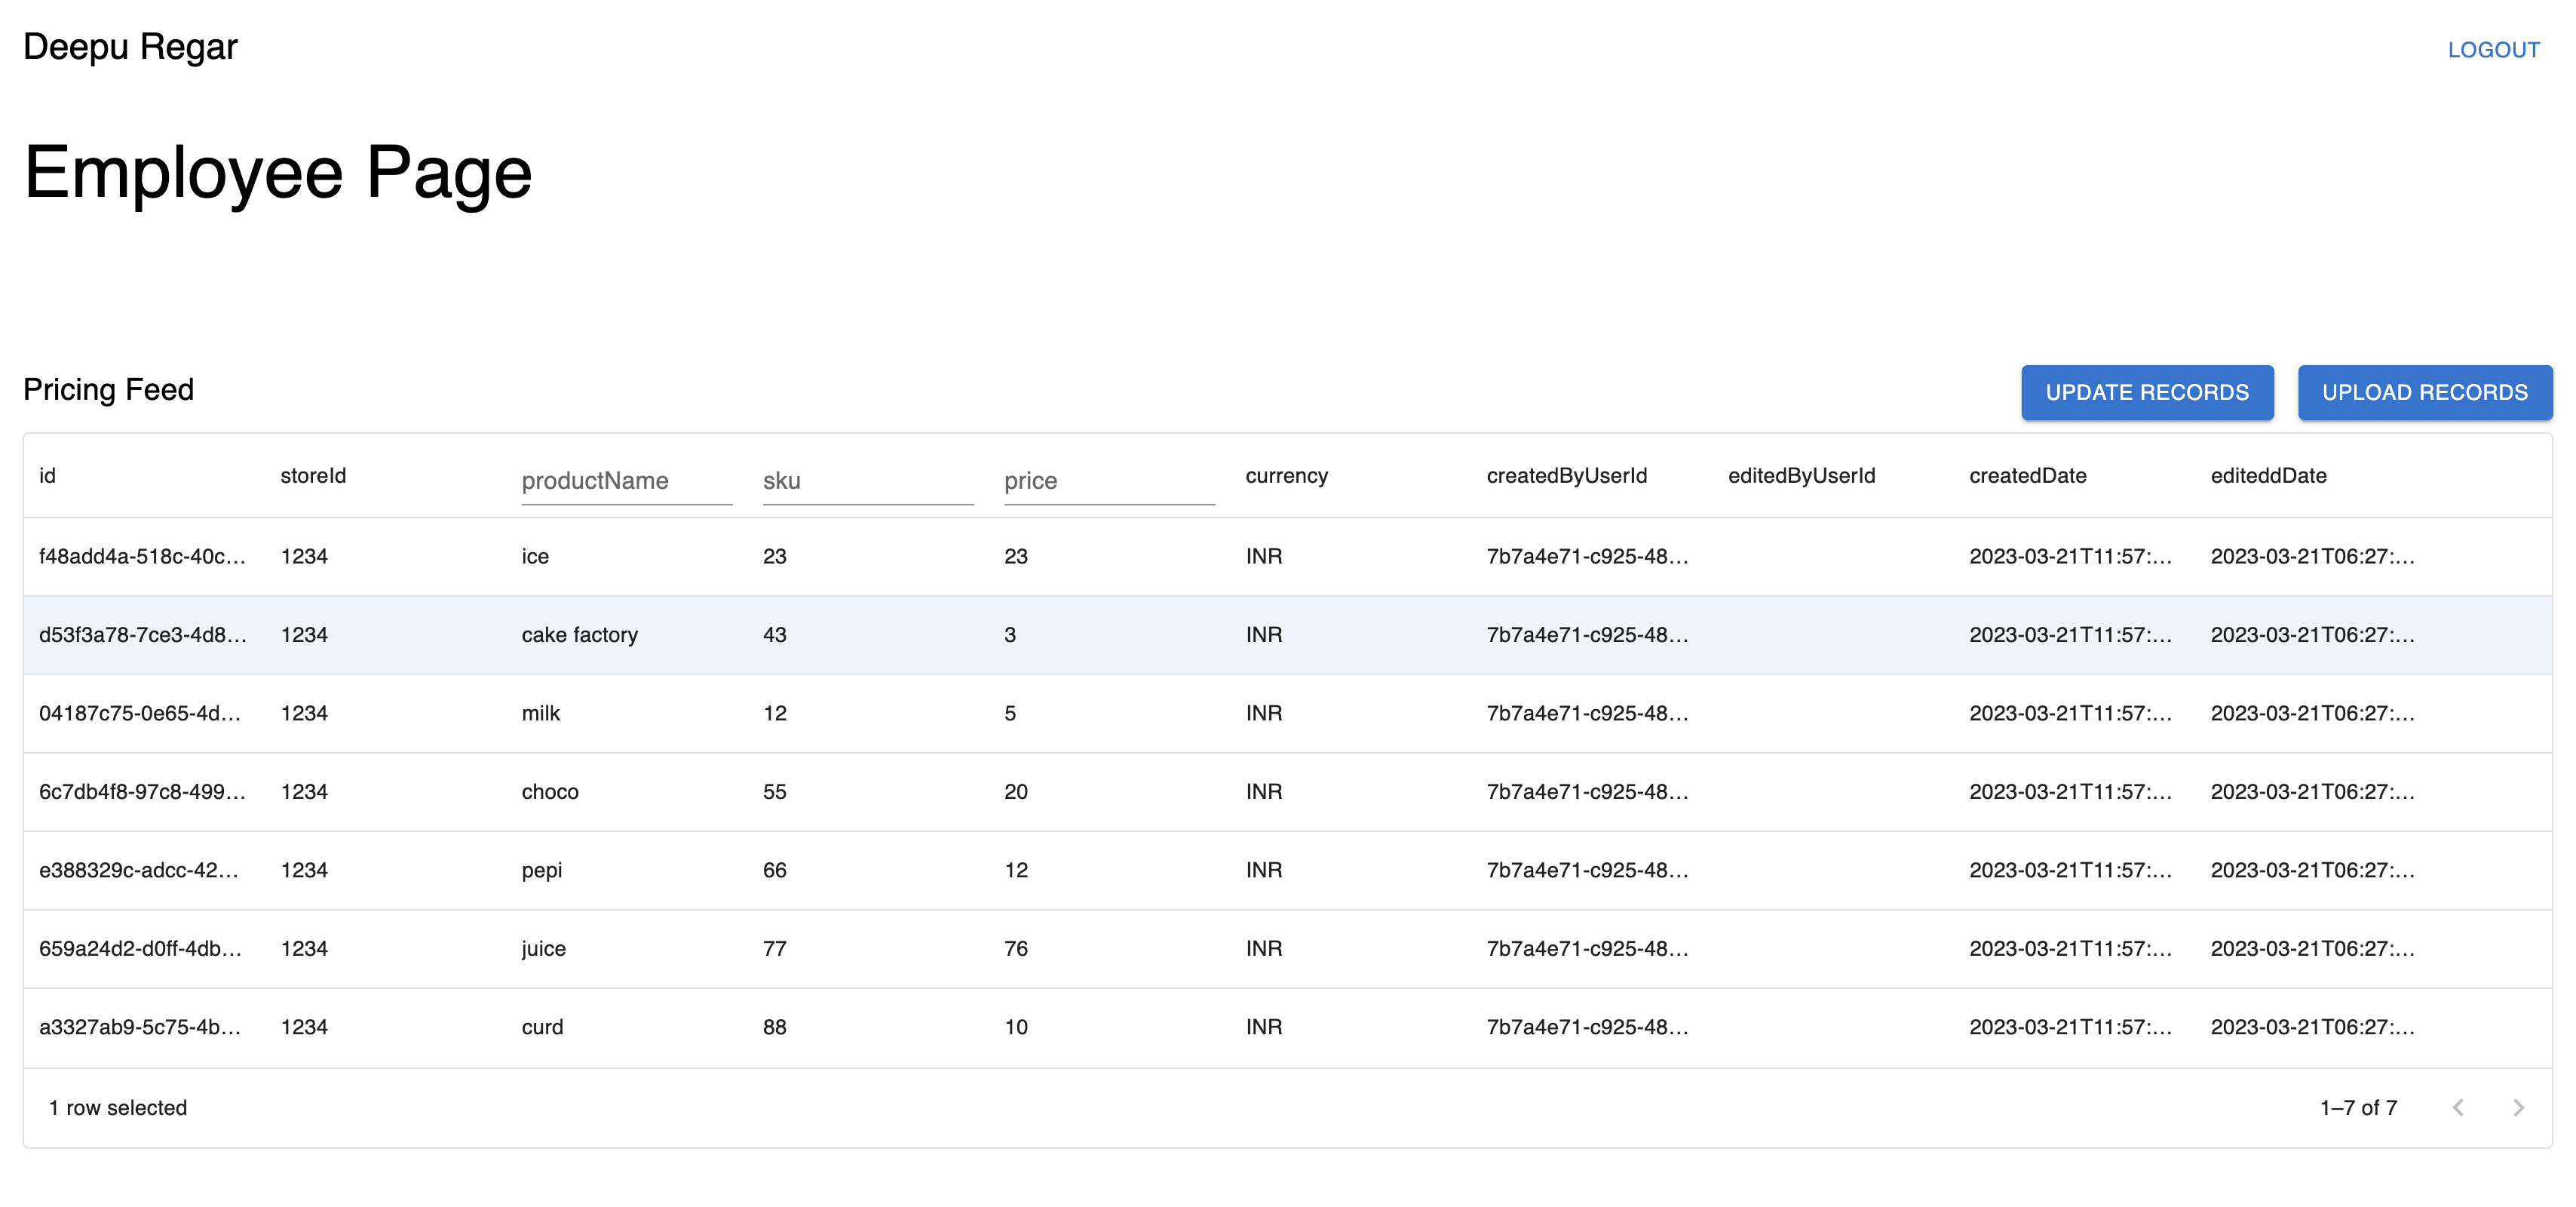 Deepu Regar LOGOUT
Employee Page
Pricing Feed UPDATE RECORDS UPLOAD RECORDS
id storeId productName sku price currency createdByUserId editedByUserId createdDate editeddDate
f48add4a-518c-40c... 1234 ice 23 23 INR 7b7a4e71-c925-48... 2023-03-21T11:57:... 2023-03-21T06:27:...
d53f3a78-7ce3-4d8... 1234 cake factory 43 3 INR 7b7a4e71-c925-48... 2023-03-21T11:57:... 2023-03-21T06:27:...
04187c75-0e65-4d... 1234 milk 12 5 INR 7b7a4e71-c925-48... 2023-03-21T11:57:... 2023-03-21T06:27:...
6c7db4f8-97c8-499... 1234 choco 55 20 INR 7b7a4e71-c925-48... 2023-03-21T11:57:... 2023-03-21T06:27:...
e388329c-adcc-42... 1234 pepi 66 12 INR 7b7a4e71-c925-48... 2023-03-21T11:57:... 2023-03-21T06:27:...
659a24d2-d0ff-4db... 1234 juice 77 76 INR 7b7a4e71-c925-48... 2023-03-21T11:57:... 2023-03-21T06:27:...
a3327ab9-5c75-4b... 1234 curd 88 10 INR 7b7a4e71-c925-48... 2023-03-21T11:57:... 2023-03-21T06:27:...
1 row selected 1–7 of 7